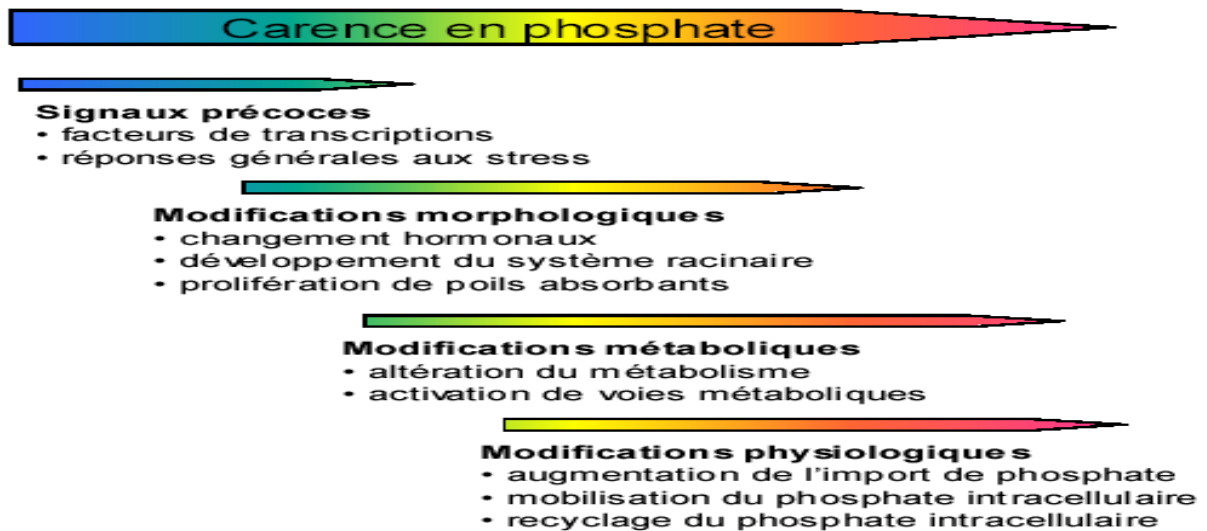 Carence en phosphate
Signaux précoces
• facteurs de transcriptions
• réponses générales aux stress
Modifications morphologiques
• changement hormonaux
• développement du système racinaire
• prolifération de poils absorbants
Modifications métaboliques
• altération du métabolisme
• activation de voies métaboliques
Modifications physiologiques
• augmentation de l'import de phosphate
• mobilisation du phosphate intracellulaire
• recyclage du phosphate intracellulaire